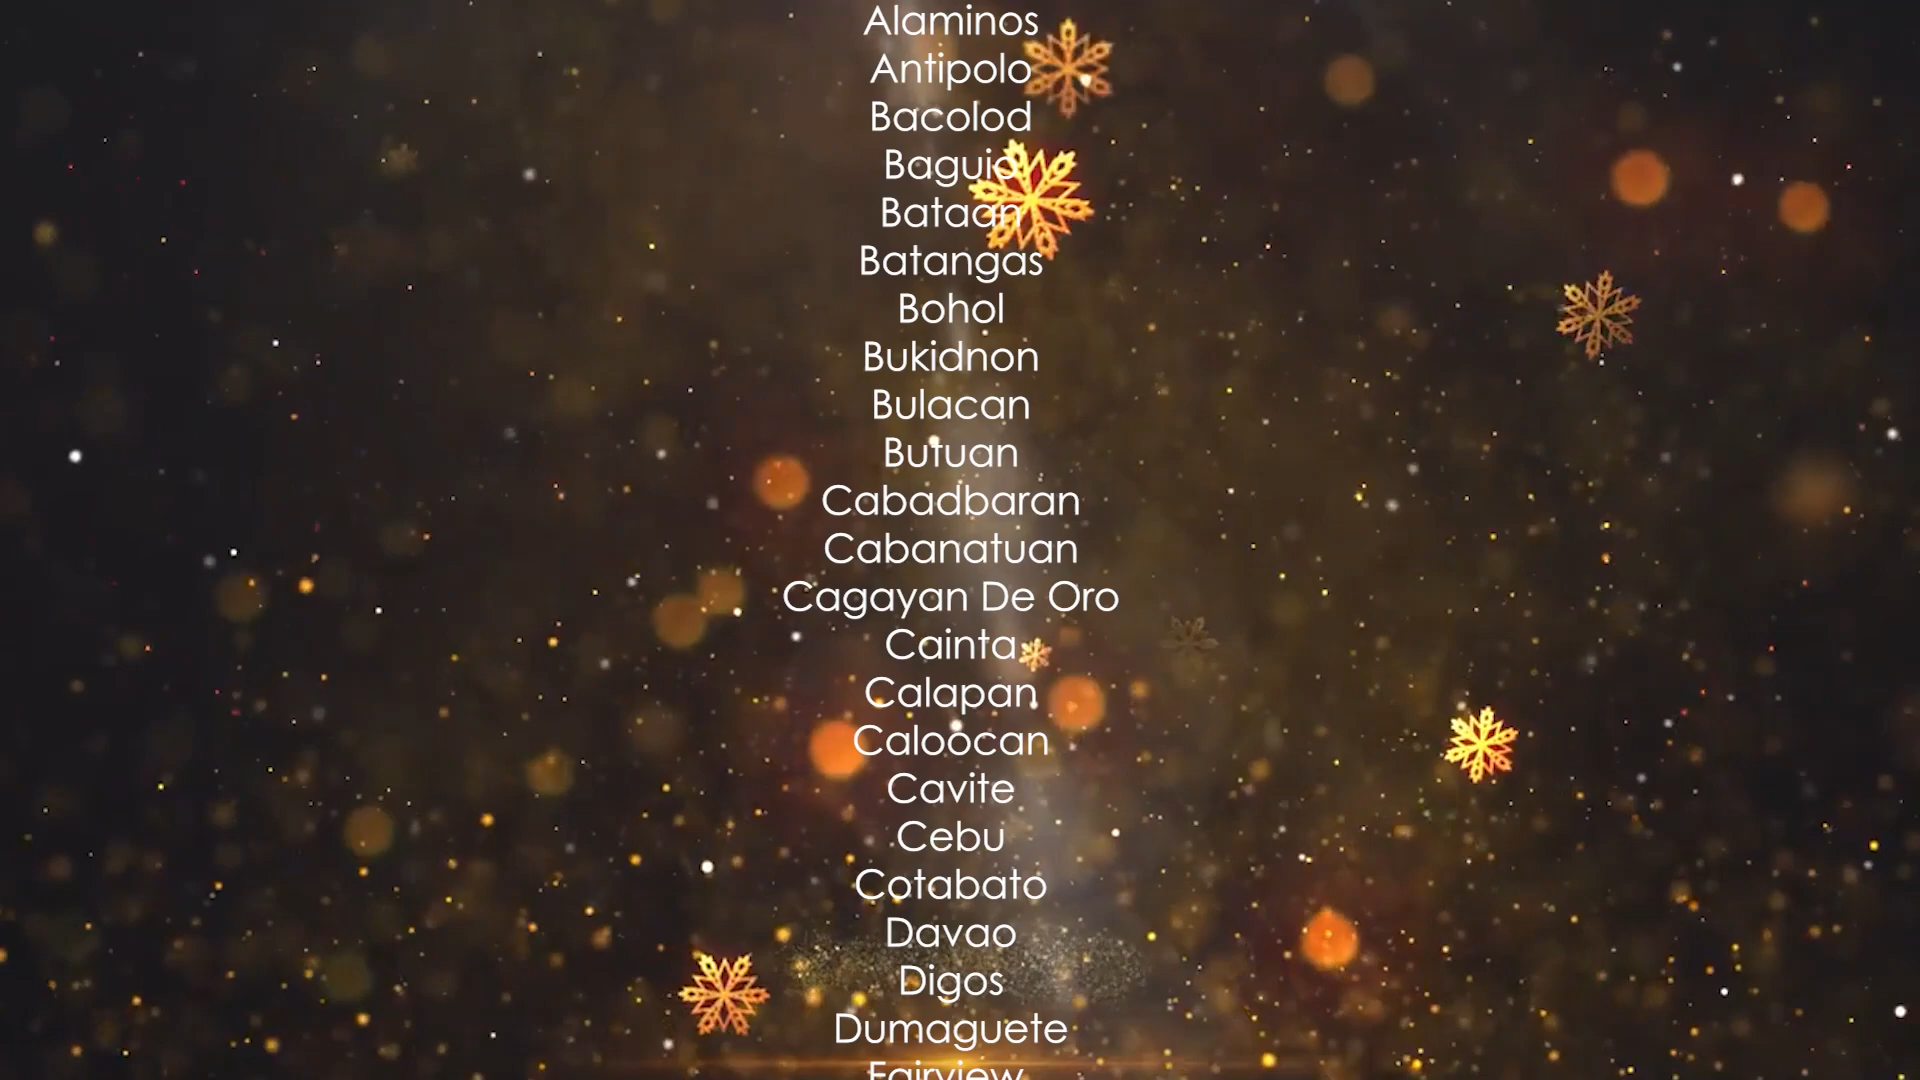 Alaminos
Antipolo
Bacolod
Baguio
Bataan
Batangas
Bohol
Bukidnon
Bulacan
Butuan
Cabadbaran
Cabanatuan
Cagayan De Oro
Cainta
Calapan
Caloocan
Cavite
Cebu
Cotabato
Davao
Digos
Dumaguete
Fairview